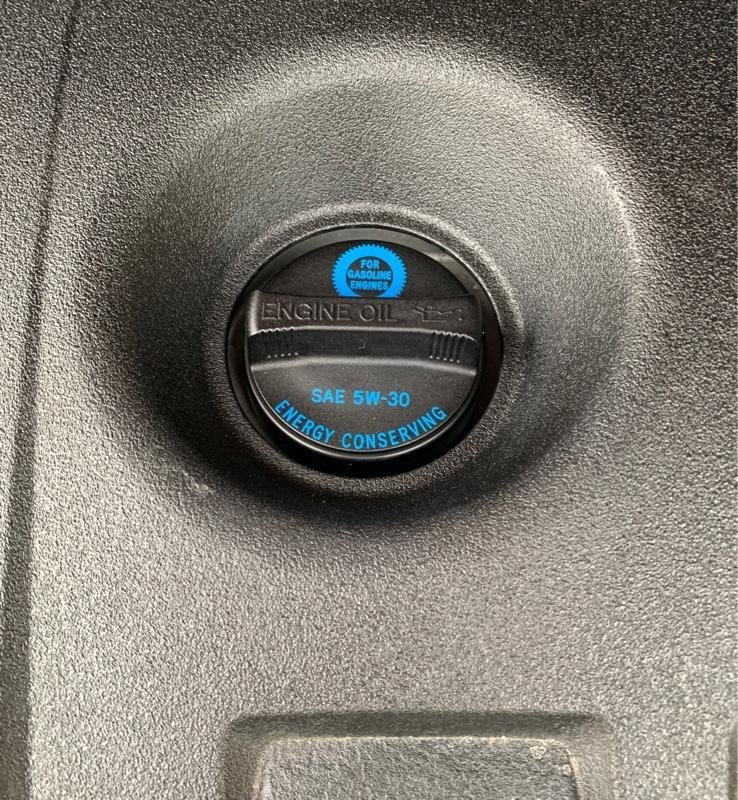 FOR
GASOLINE
ENGINES
ENGINE OIL
SAE 5W-30
ENERGY CONSERVING